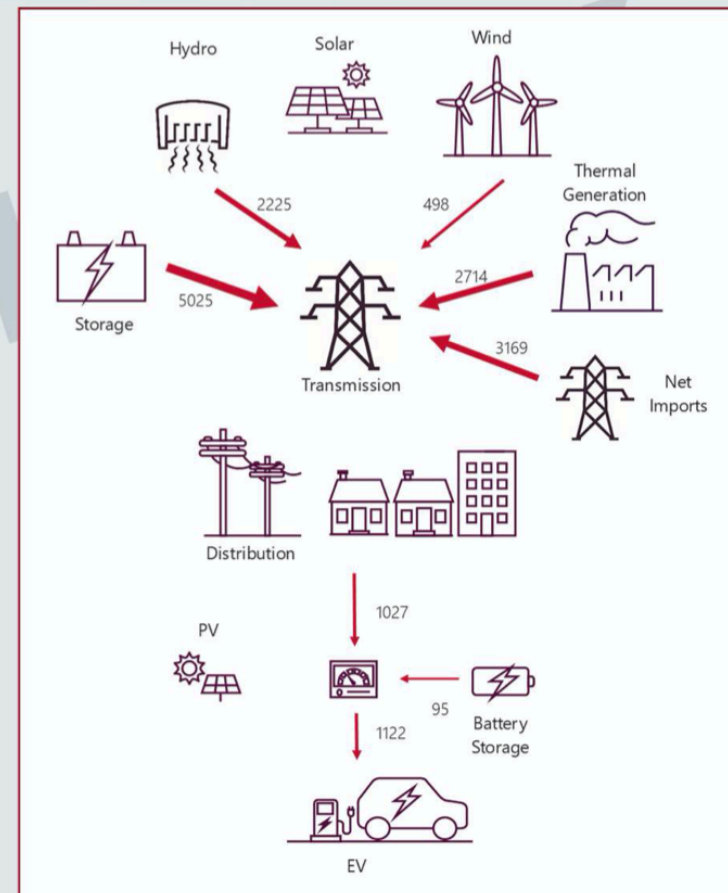 Hydro
Solar
Wind
Thermal
Generation
2225
498
2714
5025
Storage
3169
Transmission
Net
Imports
Distribution
1027
PV
95
Battery
Storage
1122
EV